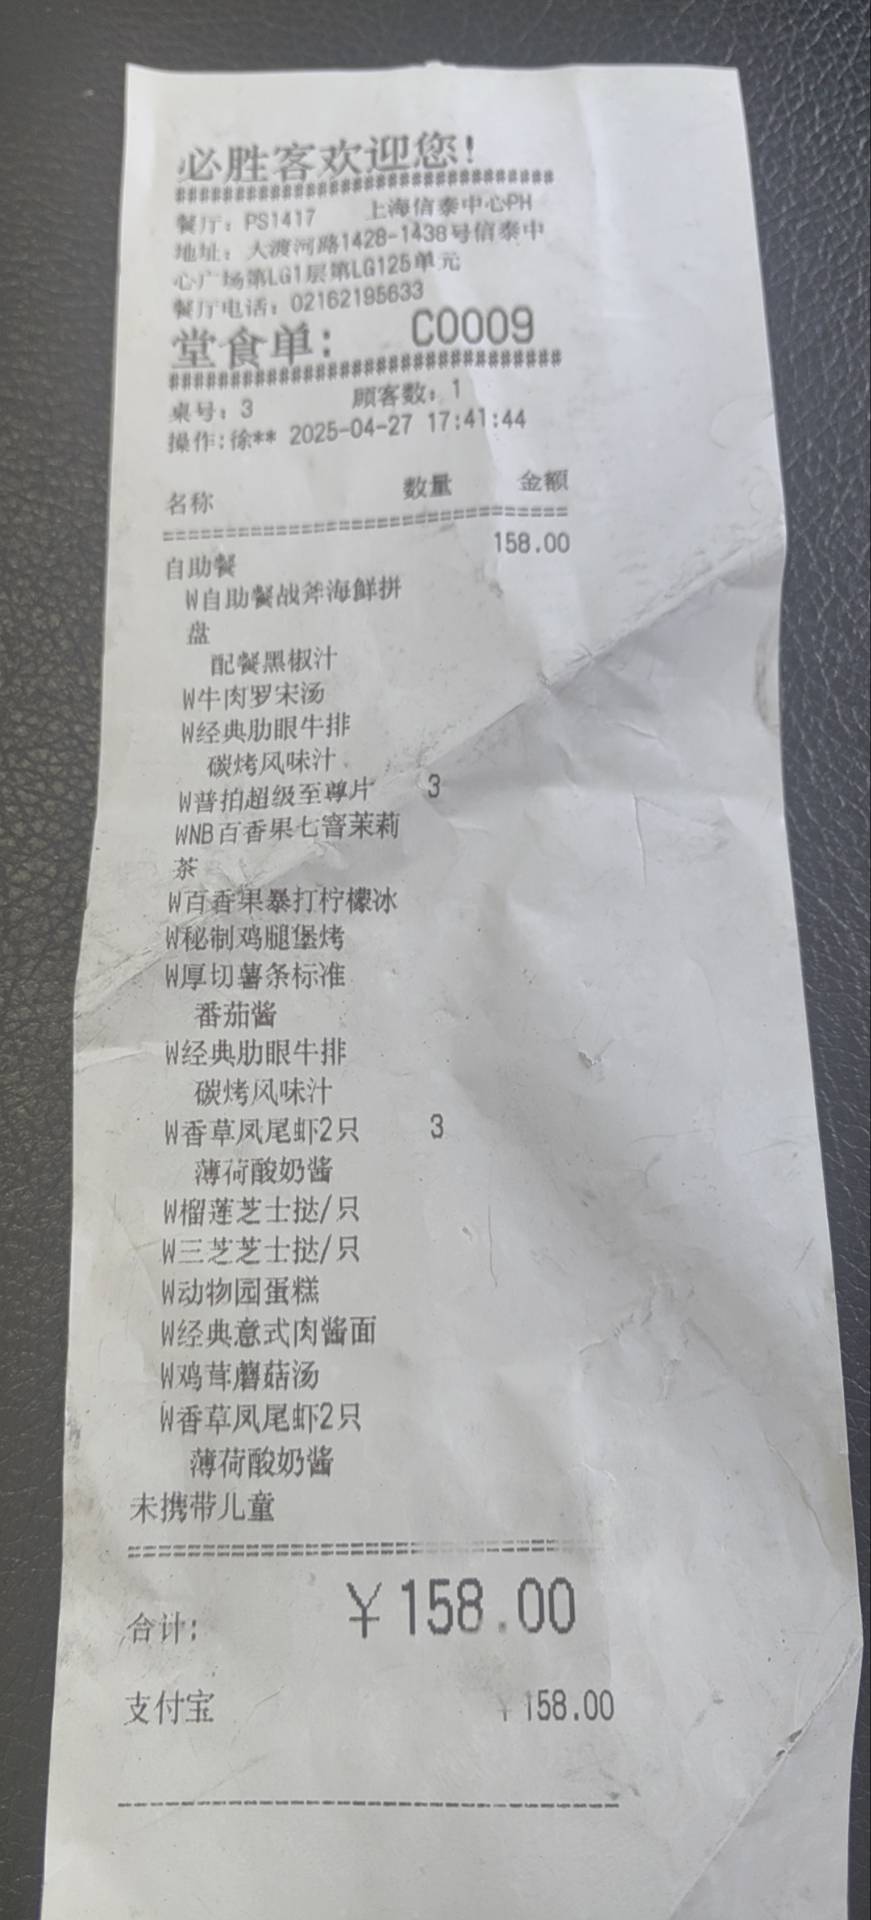 必胜客欢迎您!
##############################
餐厅: PS1417 上海信泰中心PH
地址: 大渡河路1428-1438号信泰中
心广场第LG1层第LG125单元
餐厅电话: 02162195633
堂食单: C0009
##############################
桌号: 3 顾客数: 1
操作:徐** 2025-04-27 17:41:44
名称 数量 金额
================================
自助餐 158.00
W自助餐战斧海鲜拼
盘
配餐黑椒汁
W牛肉罗宋汤
W经典肋眼牛排
碳烤风味汁
W普拍超级至尊片 3
WNB百香果七窨茉莉
茶
W百香果暴打柠檬冰
W秘制鸡腿堡烤
W厚切薯条标准
番茄酱
W经典肋眼牛排
碳烤风味汁
W香草凤尾虾2只 3
薄荷酸奶酱
W榴莲芝士挞/只
W三芝芝士挞/只
W动物园蛋糕
W经典意式肉酱面
W鸡茸蘑菇汤
W香草凤尾虾2只
薄荷酸奶酱
未携带儿童
================================
合计: ¥158.00
支付宝 ¥158.00
--------------------------------